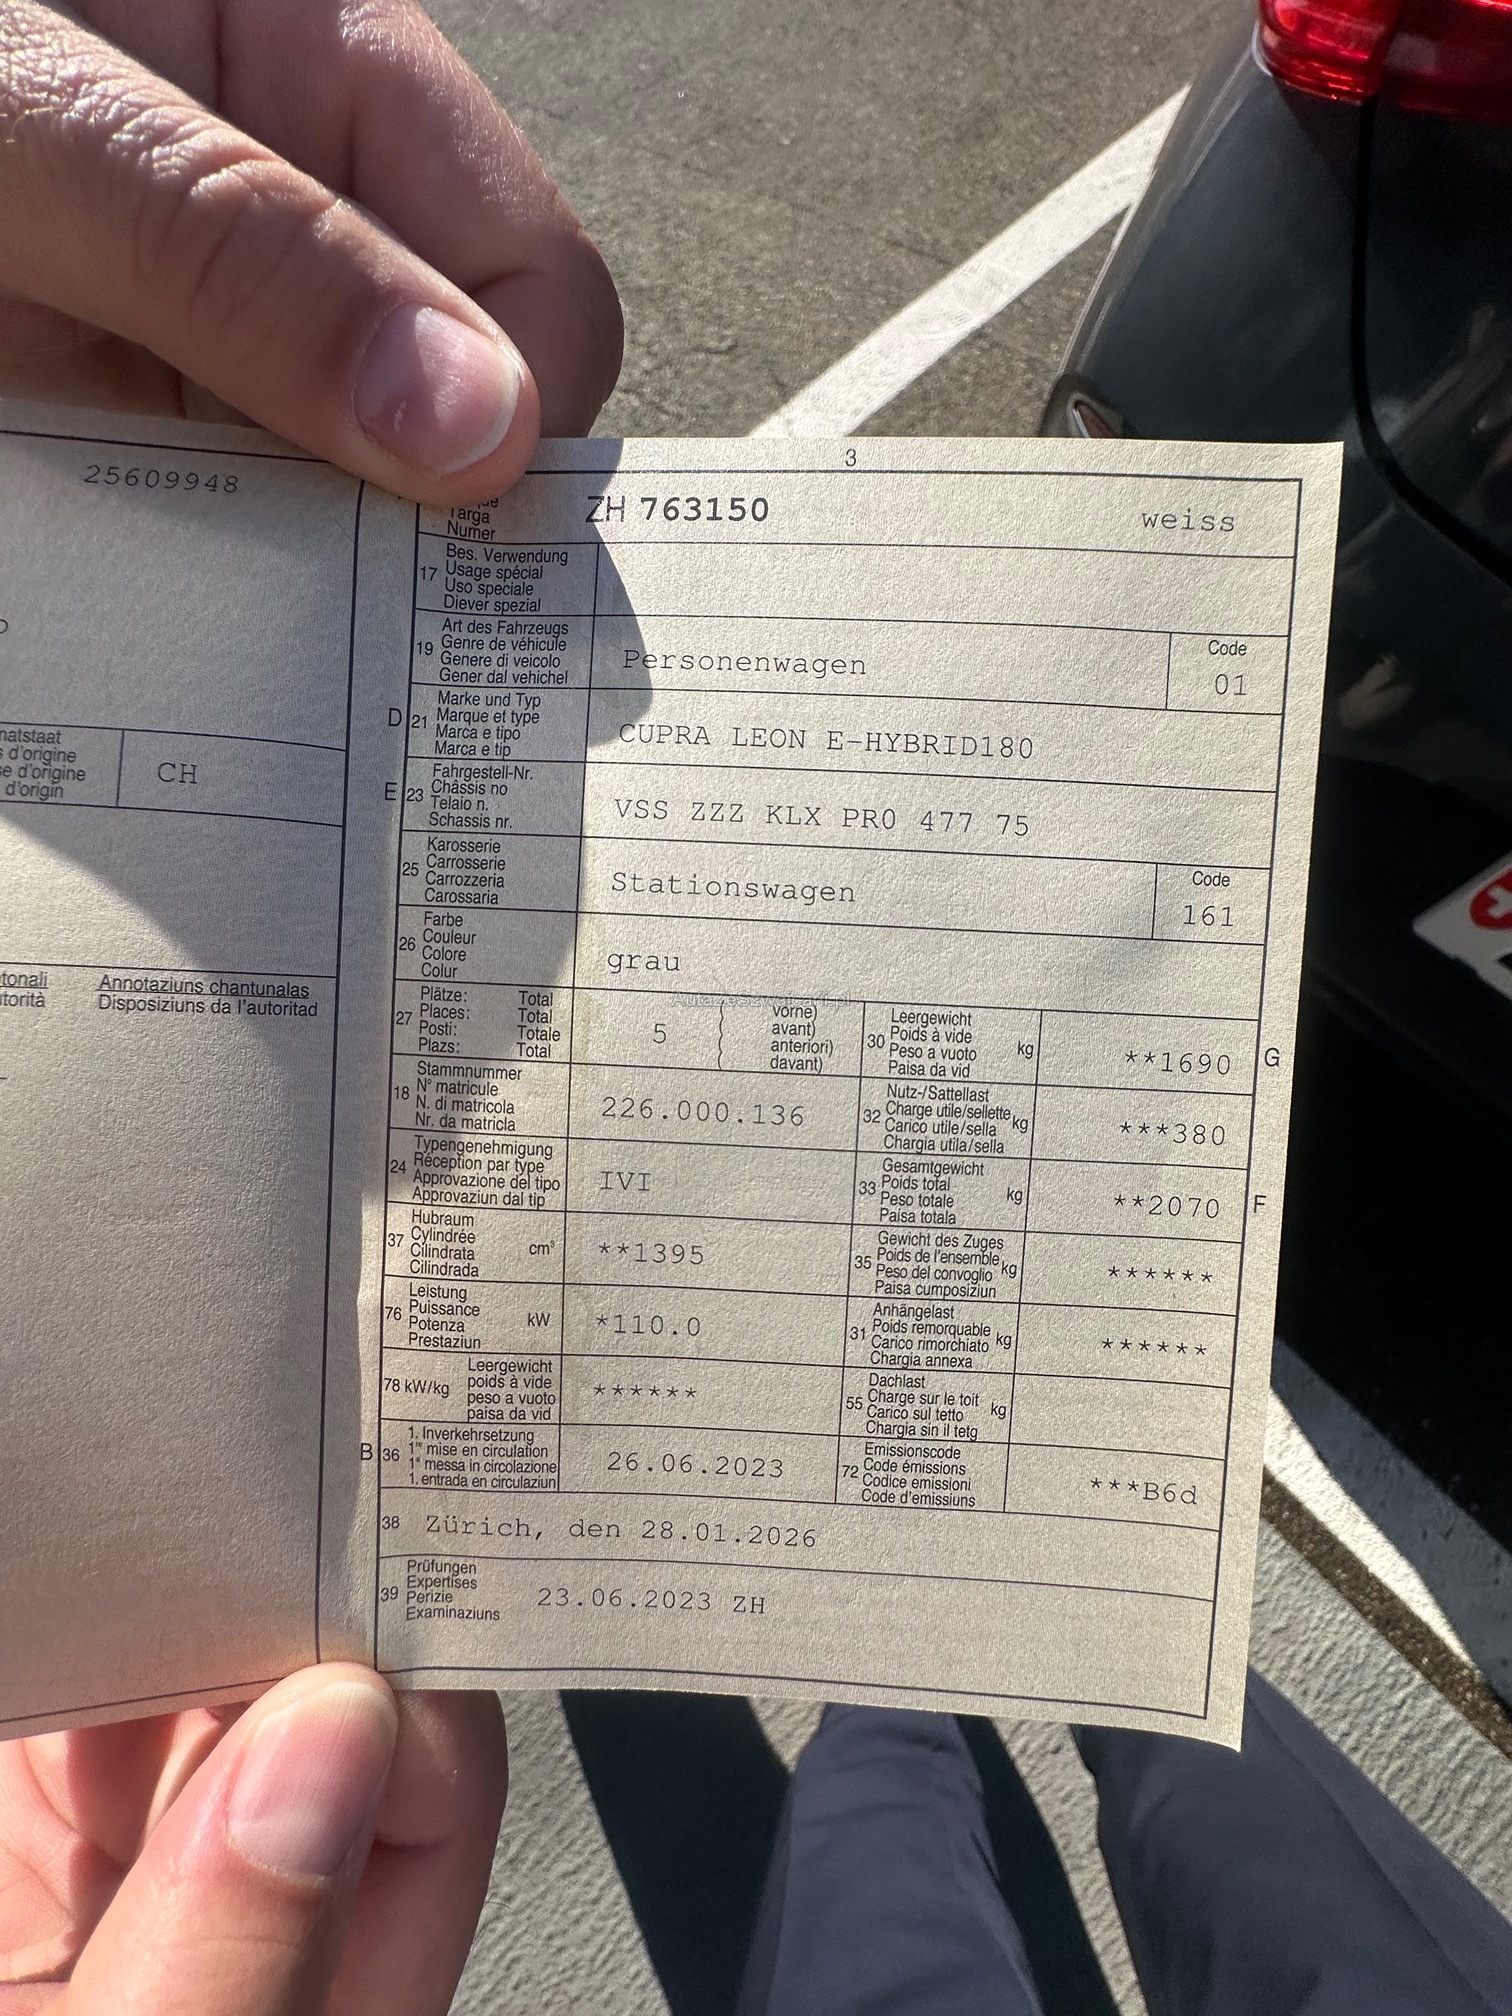 25609948
natstaat
d'origine
e d'origine
d'origin
CH
tonali
torità
Annotaziuns chantunalas
Disposiziuns da l'autoritad
3
Targa
Numer
ZH 763150
weiss
17
Bes. Verwendung
Usage spécial
Uso speciale
Diever spezial
19
Art des Fahrzeugs
Genre de véhicule
Genere di veicolo
Gener dal vehichel
Personenwagen
Code
01
D
21
Marke und Typ
Marque et type
Marca e tipo
Marca e tip
CUPRA LEON E-HYBRID180
E
23
Fahrgestell-Nr.
Châssis no
Telaio n.
Schassis nr.
VSS ZZZ KLX PR0 477 75
25
Karosserie
Carrosserie
Carrozzeria
Carossaria
Stationswagen
Code
161
26
Farbe
Couleur
Colore
Colur
grau
27
Plätze: Total
Places: Total
Posti: Totale
Plazs: Total
5
vorne)
avant)
anteriori)
davant)
30
Leergewicht
Poids à vide
Peso a vuoto
Paisa da vid
kg
**1690
G
18
Stammnummer
N° matricule
N. di matricola
Nr. da matricla
226.000.136
32
Nutz-/Sattellast
Charge utile/sellette
Carico utile/sella
Chargia utila/sella
kg
***380
24
Typengenehmigung
Réception par type
Approvazione del tipo
Approvaziun dal tip
IVI
33
Gesamtgewicht
Poids total
Peso totale
Paisa totala
kg
**2070
F
37
Hubraum
Cylindrée
Cilindrata
Cilindrada
cm³
**1395
35
Gewicht des Zuges
Poids de l'ensemble
Peso del convoglio
Paisa cumposiziun
kg
******
76
Leistung
Puissance
Potenza
Prestaziun
kW
*110.0
31
Anhängelast
Poids remorquable
Carico rimorchiato
Chargia annexa
kg
******
78 kW/kg
Leergewicht
poids à vide
peso a vuoto
paisa da vid
******
55
Dachlast
Charge sur le toit
Carico sul tetto
Chargia sin il tetg
kg
B
36
1. Inverkehrsetzung
1re mise en circulation
1a messa in circolazione
1. entrada en circulaziun
26.06.2023
72
Emissionscode
Code émissions
Codice emissioni
Code d'emissiuns
***B6d
38
Zürich, den 28.01.2026
39
Prüfungen
Expertises
Perizie
Examinaziuns
23.06.2023 ZH